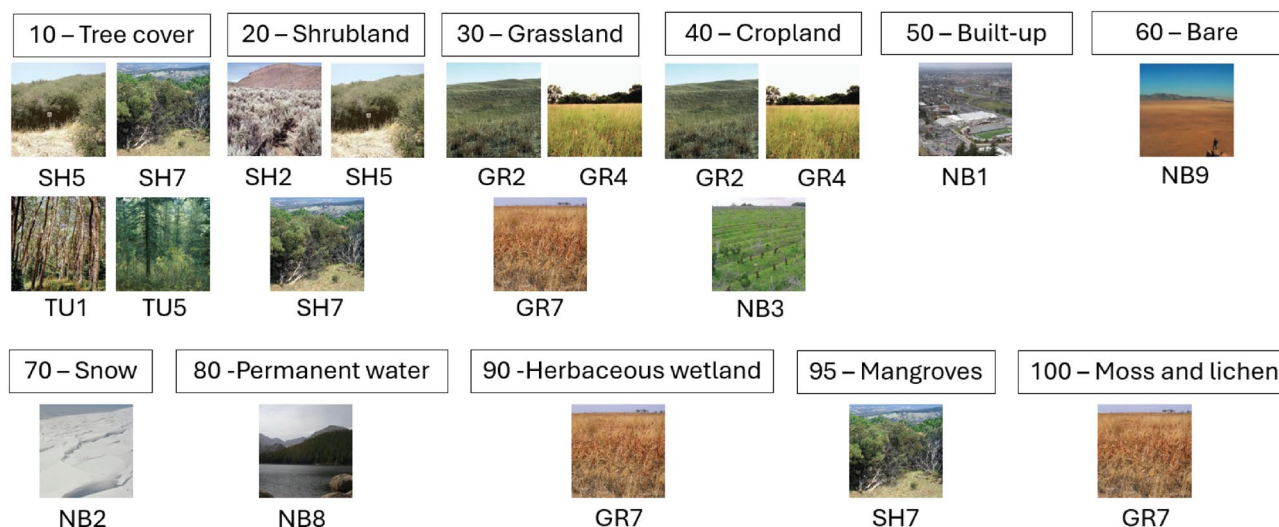 10 – Tree cover
20 – Shrubland
30 – Grassland
40 – Cropland
50 – Built-up
60 – Bare
SH5 SH7 SH2 SH5 GR2 GR4 GR2 GR4 NB1 NB9
TU1 TU5 SH7 GR7 NB3
70 – Snow
80 -Permanent water
90 -Herbaceous wetland
95 – Mangroves
100 – Moss and lichen
NB2 NB8 GR7 SH7 GR7